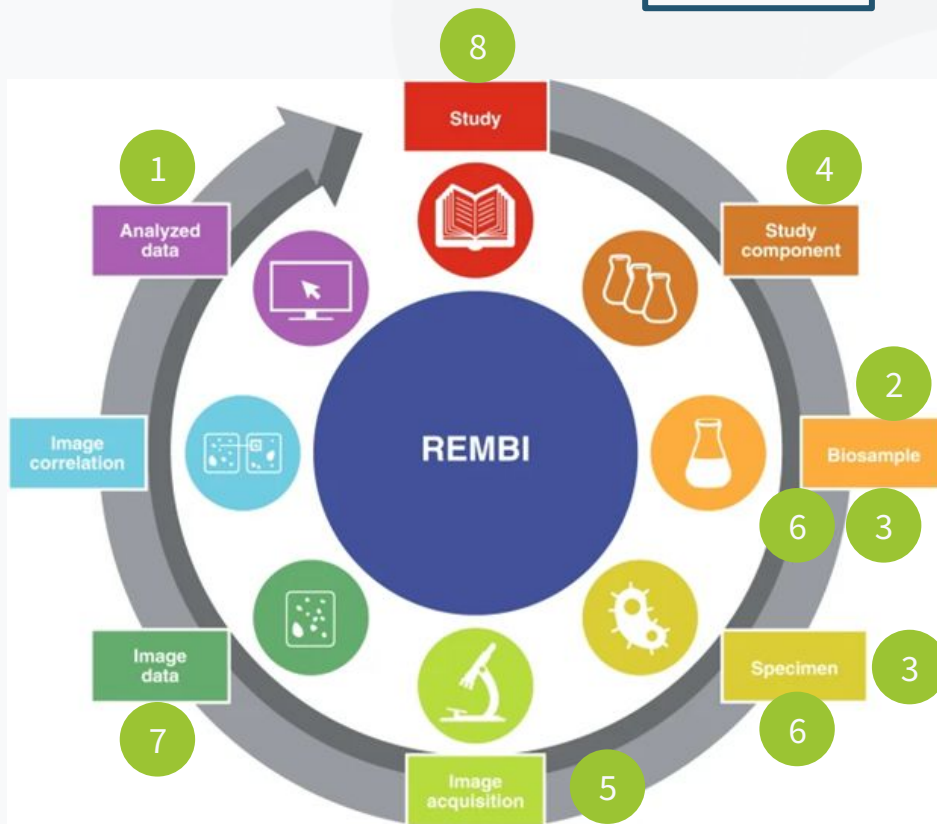 8
Study
1
4
Analyzed
data
Study
component
2
Image
correlation
REMBI
Biosample
6
3
Image
data
Specimen
3
7
6
Image
acquisition
5